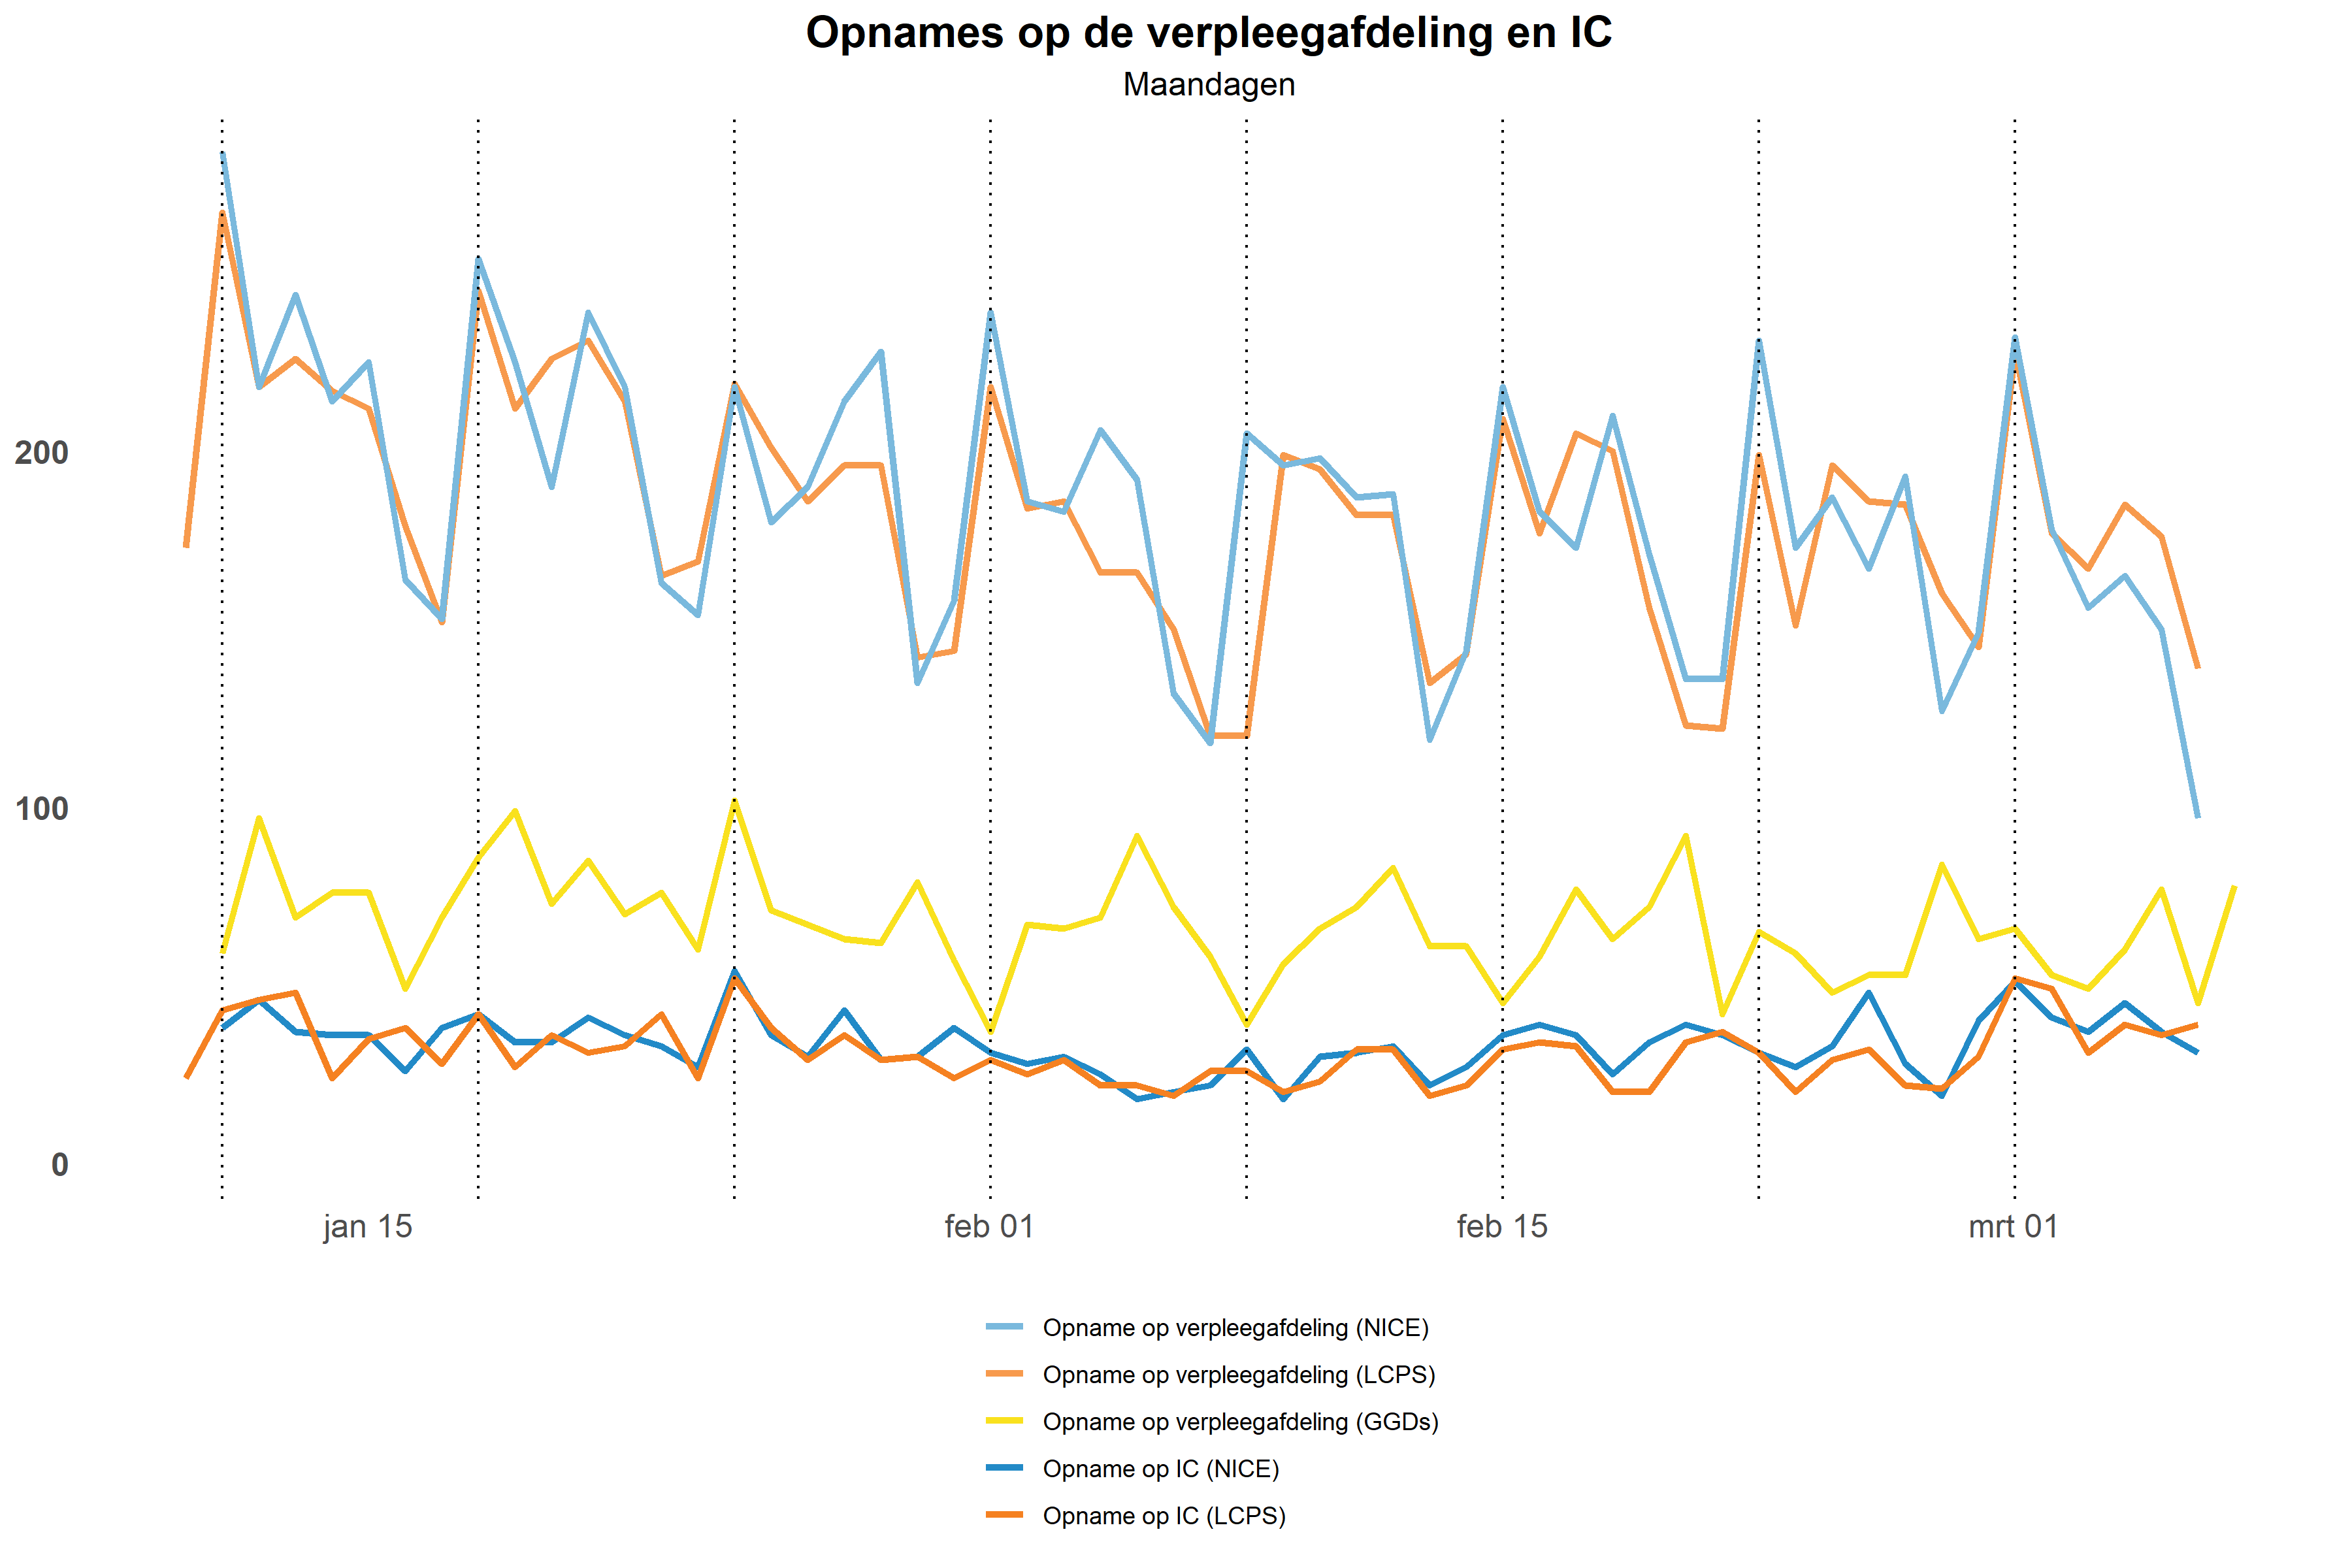 Opnames op de verpleegafdeling en IC
Maandagen
200
100
0
jan 15
feb 01
feb 15
mrt 01
Opname op verpleegafdeling (NICE)
Opname op verpleegafdeling (LCPS)
Opname op verpleegafdeling (GGDs)
Opname op IC (NICE)
Opname op IC (LCPS)